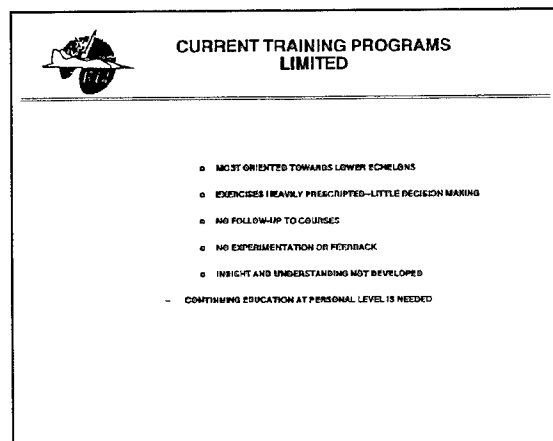 CURRENT TRAINING PROGRAMS
LIMITED
o MOST ORIENTED TOWARDS LOWER ECHELONS
o EXERCISES HEAVILY PRESCRIPTED--LITTLE DECISION MAKING
o NO FOLLOW-UP TO COURSES
o NO EXPERIMENTATION OR FEEDBACK
o INSIGHT AND UNDERSTANDING NOT DEVELOPED
- CONTINUING EDUCATION AT PERSONAL LEVEL IS NEEDED